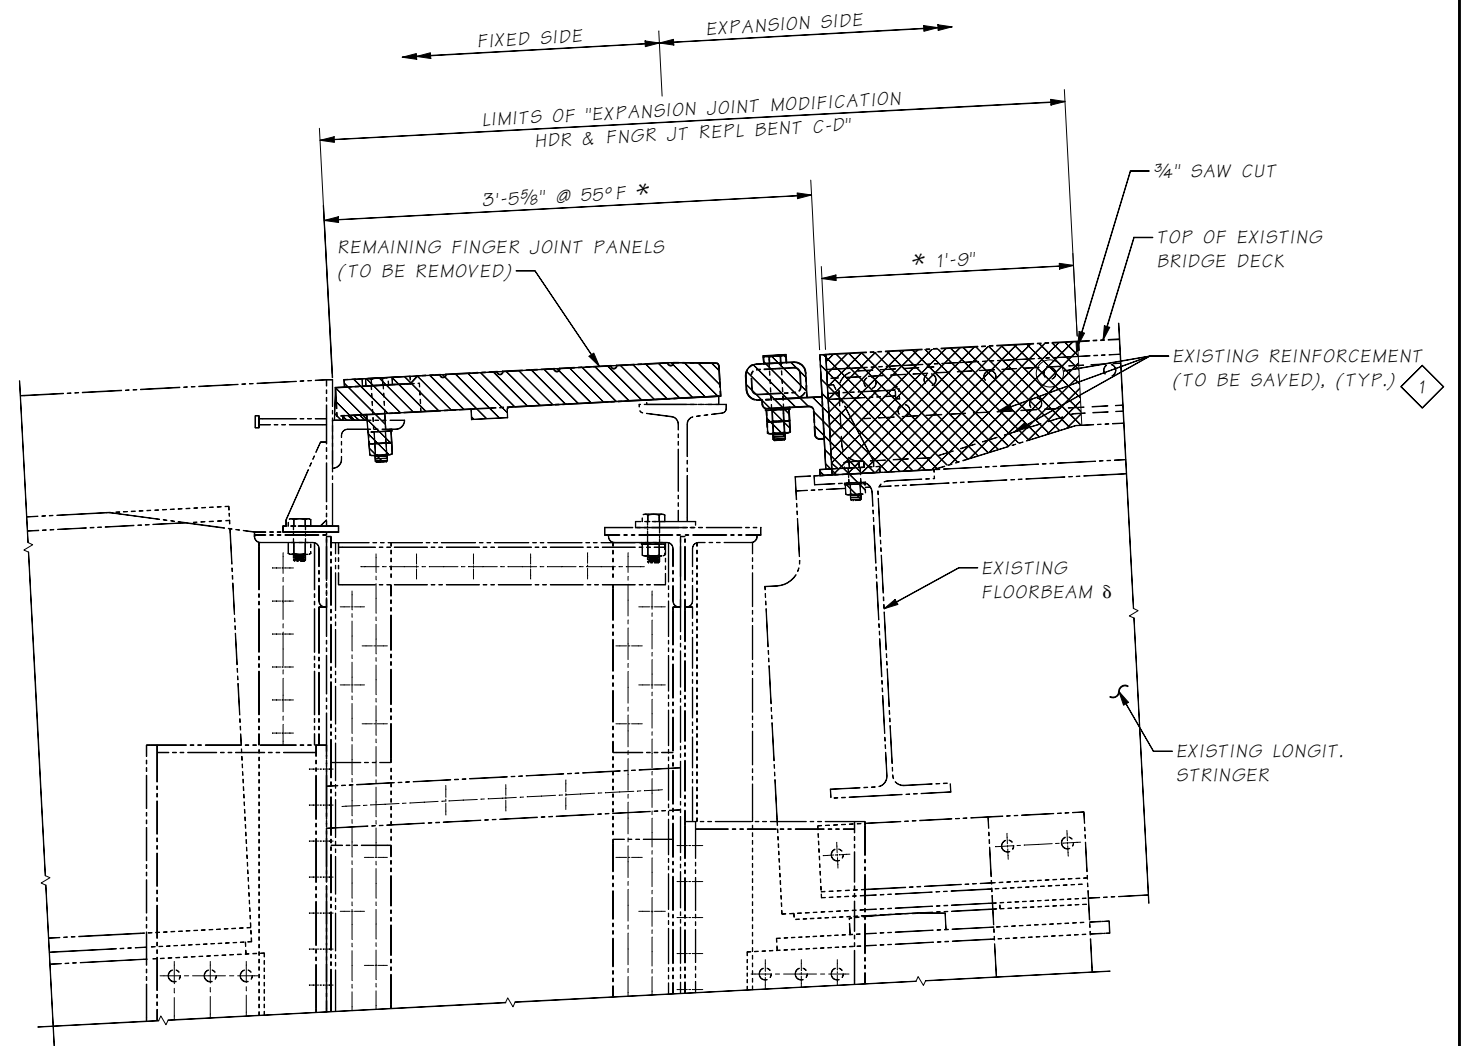 FIXED SIDE
EXPANSION SIDE
LIMITS OF "EXPANSION JOINT MODIFICATION
HDR & FNGR JT REPL BENT C-D"
3'-5⅝" @ 55°F *
REMAINING FINGER JOINT PANELS
(TO BE REMOVED)
* 1'-9"
¾" SAW CUT
TOP OF EXISTING
BRIDGE DECK
EXISTING REINFORCEMENT
(TO BE SAVED), (TYP.)
1
EXISTING
FLOORBEAM δ
EXISTING LONGIT.
STRINGER